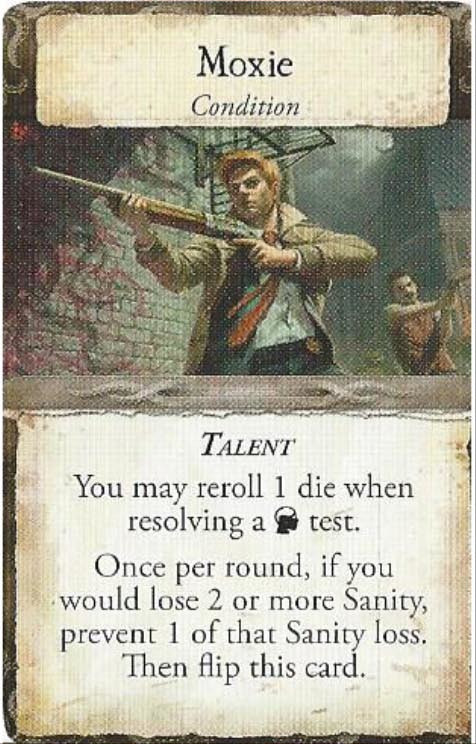 Moxie
Condition
Talent
You may reroll 1 die when
resolving a test.
Once per round, if you
would lose 2 or more Sanity,
prevent 1 of that Sanity loss.
Then flip this card.